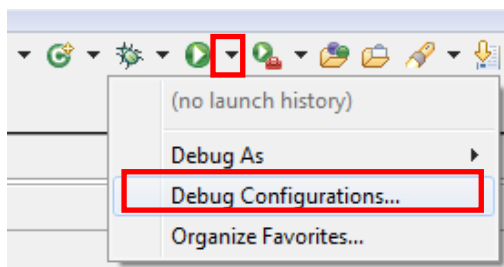 (no launch history)
Debug As
Debug Configurations...
Organize Favorites...